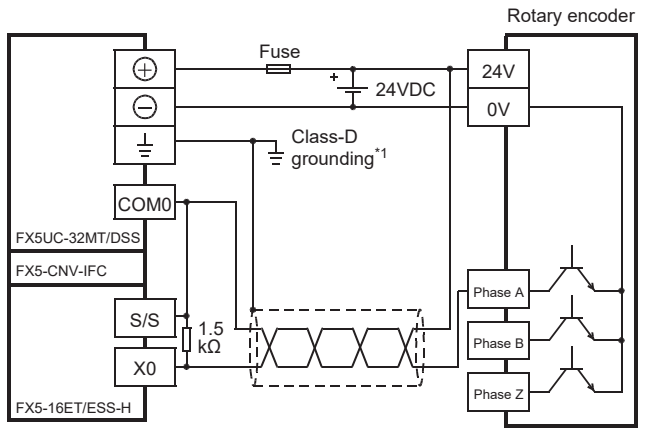 Rotary encoder
Fuse
24V
+
24VDC
0V
Class-D
grounding*1
COM0
FX5UC-32MT/DSS
FX5-CNV-IFC
S/S
1.5
kΩ
X0
FX5-16ET/ESS-H
Phase A
Phase B
Phase Z